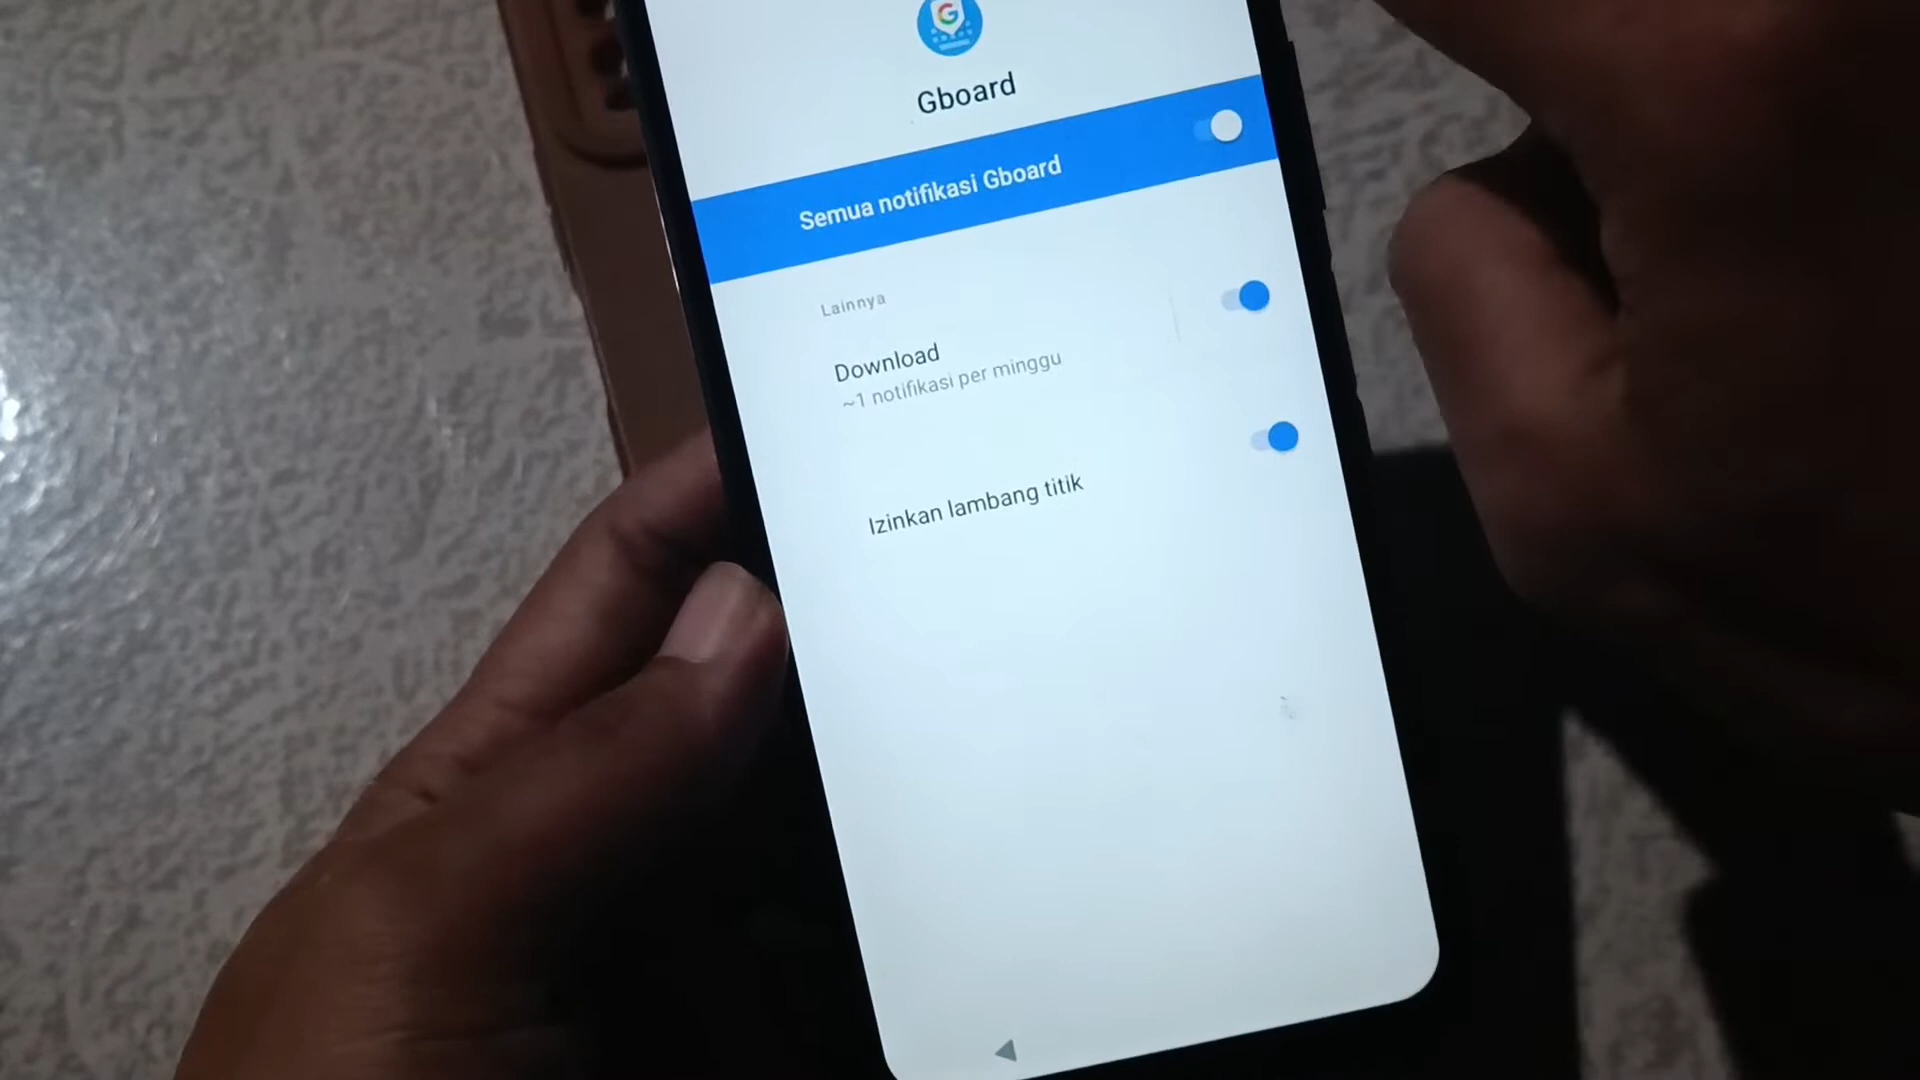 G
Gboard
Semua notifikasi Gboard
Lainnya
Download
~1 notifikasi per minggu
Izinkan lambang titik